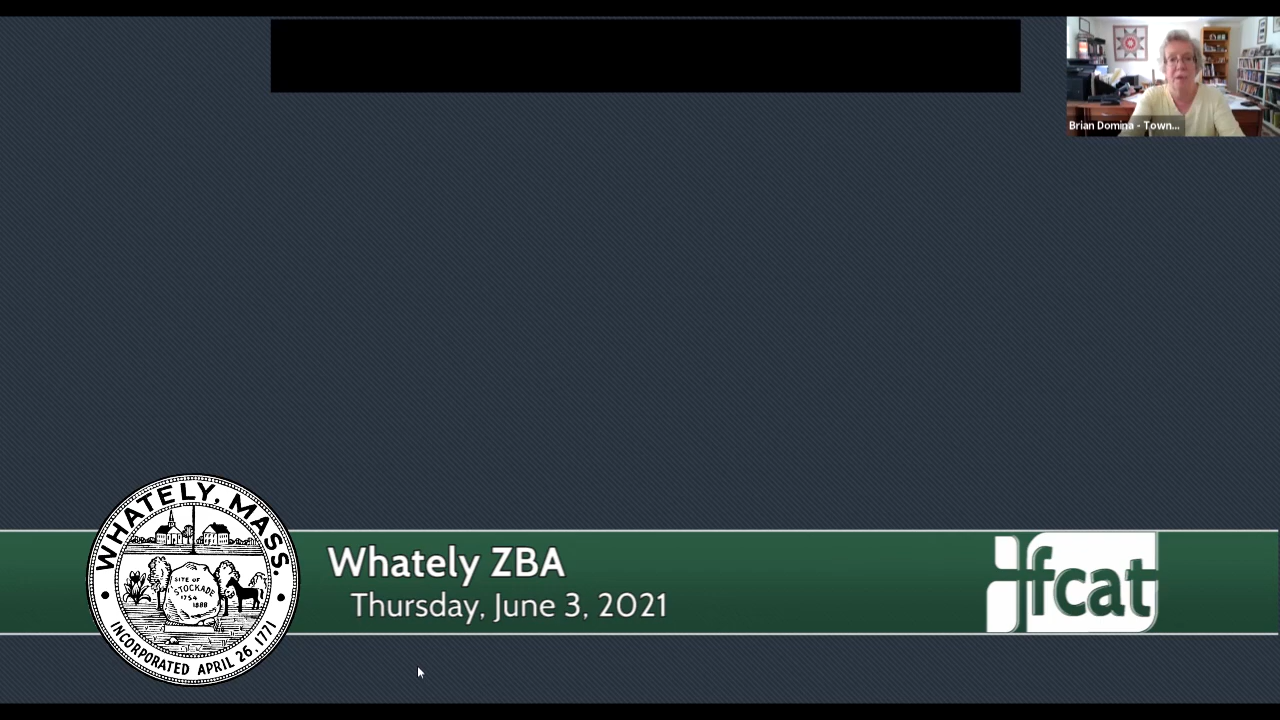 Brian Domina - Town...
WHATELY, MASS.
SITE OF
STOCKADE
1754
1888
INCORPORATED APRIL 26, 1771
Whately ZBA
Thursday, June 3, 2021
fcat